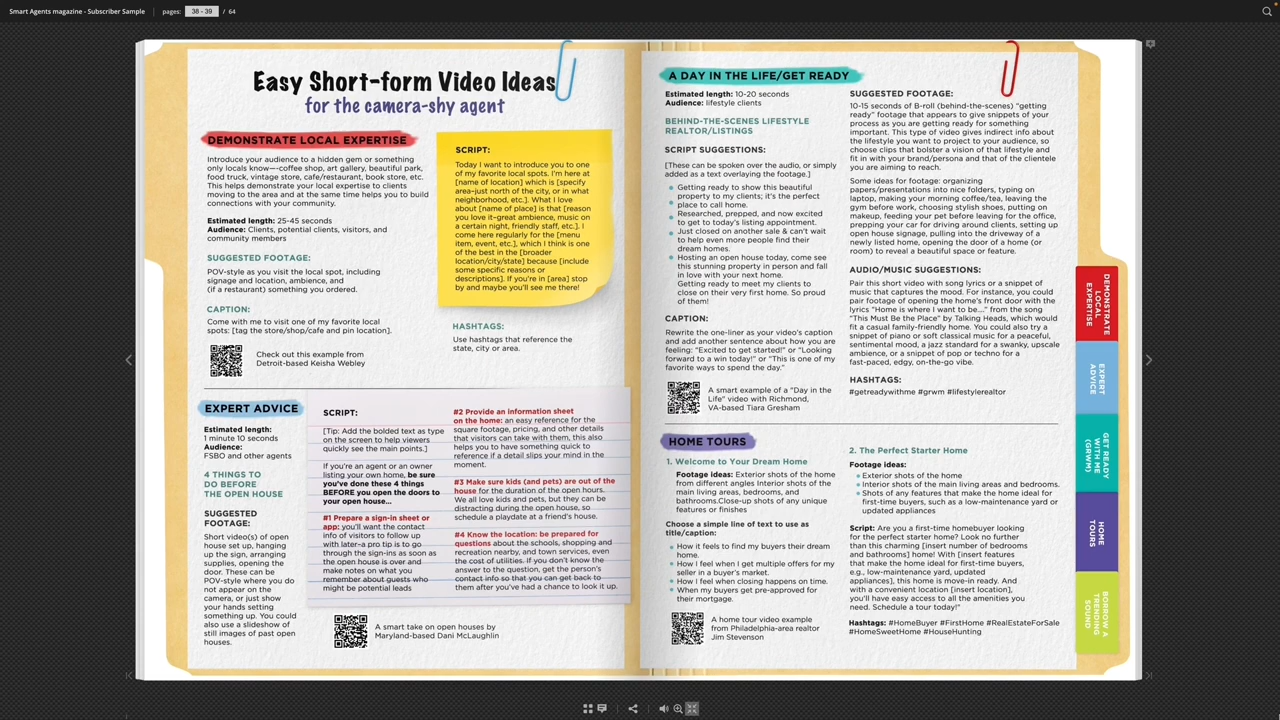 Smart Agents magazine - Subscriber Sample
pages:
38 - 39
/ 64
Easy Short-form Video Ideas
for the camera-shy agent
DEMONSTRATE LOCAL EXPERTISE
Introduce your audience to a hidden gem or something
only locals know—-coffee shop, art gallery, beautiful park,
food truck, vintage store, cafe/restaurant, book store, etc.
This helps demonstrate your local expertise to clients
moving to the area and at the same time helps you to build
connections with your community.
Estimated length: 25-45 seconds
Audience: Clients, potential clients, visitors, and
community members
SUGGESTED FOOTAGE:
POV-style as you visit the local spot, including
signage and location, ambience, and
(if a restaurant) something you ordered.
CAPTION:
Come with me to visit one of my favorite local
spots: [tag the store/shop/cafe and pin location].
Check out this example from
Detroit-based Keisha Webley
SCRIPT:
Today I want to introduce you to one
of my favorite local spots. I'm here at
[name of location] which is [specify
area–just north of the city, or in what
neighborhood, etc.]. What I love
about [name of place] is that [reason
you love it–great ambience, music on
a certain night, friendly staff, etc.]. I
come here regularly for the [menu
item, event, etc.], which I think is one
of the best in the [broader
location/city/state] because [include
some specific reasons or
descriptions]. If you're in [area] stop
by and maybe you'll see me there!
HASHTAGS:
Use hashtags that reference the
state, city or area.
EXPERT ADVICE
Estimated length:
1 minute 10 seconds
Audience:
FSBO and other agents
4 THINGS TO
DO BEFORE
THE OPEN HOUSE
SUGGESTED
FOOTAGE:
Short video(s) of open
house set up, hanging
up the sign, arranging
supplies, opening the
door. These can be
POV-style where you do
not appear on the
camera, or just show
your hands setting
something up. You could
also use a slideshow of
still images of past open
houses.
SCRIPT:
[Tip: Add the bolded text as type
on the screen to help viewers
quickly see the main points.]
If you're an agent or an owner
listing your own home, be sure
you've done these 4 things
BEFORE you open the doors to
your open house...
#1 Prepare a sign-in sheet or
app: you'll want the contact
info of visitors to follow up
with later–a pro tip is to go
through the sign-ins as soon as
the open house is over and
make notes on what you
remember about guests who
might be potential leads
#2 Provide an information sheet
on the home: an easy reference for the
square footage, pricing, and other details
that visitors can take with them, this also
helps you to have something quick to
reference if a detail slips your mind in the
moment.
#3 Make sure kids (and pets) are out of the
house for the duration of the open hours.
We all love kids and pets, but they can be
distracting during the open house, so
schedule a playdate at a friend's house.
#4 Know the location: be prepared for
questions about the schools, shopping and
recreation nearby, and town services, even
the cost of utilities. If you don't know the
answer to the question, get the person's
contact info so that you can get back to
them after you've had a chance to look it up.
A smart take on open houses by
Maryland-based Dani McLaughlin
A DAY IN THE LIFE/GET READY
Estimated length: 10-20 seconds
Audience: lifestyle clients
BEHIND-THE-SCENES LIFESTYLE
REALTOR/LISTINGS
SCRIPT SUGGESTIONS:
[These can be spoken over the audio, or simply
added as a text overlaying the footage.]
Getting ready to show this beautiful
property to my clients; it's the perfect
place to call home.
Researched, prepped, and now excited
to get to today's listing appointment.
Just closed on another sale & can't wait
to help even more people find their
dream homes.
Hosting an open house today, come see
this stunning property in person and fall
in love with your next home.
Getting ready to meet my clients to
close on their very first home. So proud
of them!
CAPTION:
Rewrite the one-liner as your video's caption
and add another sentence about how you are
feeling: "Excited to get started!" or "Looking
forward to a win today!" or "This is one of my
favorite ways to spend the day."
A smart example of a "Day in the
Life" video with Richmond,
VA-based Tiara Gresham
SUGGESTED FOOTAGE:
10-15 seconds of B-roll (behind-the-scenes) "getting
ready" footage that appears to give snippets of your
process as you are getting ready for something
important. This type of video gives indirect info about
the lifestyle you want to project to your audience, so
choose clips that bolster a vision of that lifestyle and
fit in with your brand/persona and that of the clientele
you are aiming to reach.
Some ideas for footage: organizing
papers/presentations into nice folders, typing on
laptop, making your morning coffee/tea, leaving the
gym before work, choosing stylish shoes, putting on
makeup, feeding your pet before leaving for the office,
prepping your car for driving around clients, setting up
open house signage, pulling into the driveway of a
newly listed home, opening the door of a home (or
room) to reveal a beautiful space or feature.
AUDIO/MUSIC SUGGESTIONS:
Pair this short video with song lyrics or a snippet of
music that captures the mood. For instance, you could
pair footage of opening the home's front door with the
lyrics "Home is where I want to be...." from the song
"This Must Be the Place" by Talking Heads, which would
fit a casual family-friendly home. You could also try a
snippet of piano or soft classical music for a peaceful,
sentimental mood, a jazz standard for a swanky, upscale
ambience, or a snippet of pop or techno for a
fast-paced, edgy, on-the-go vibe.
HASHTAGS:
#getreadywithme #grwm #lifestylerealtor
HOME TOURS
1. Welcome to Your Dream Home
Footage ideas: Exterior shots of the home
from different angles Interior shots of the
main living areas, bedrooms, and
bathrooms.Close-up shots of any unique
features or finishes
Choose a simple line of text to use as
title/caption:
How it feels to find my buyers their dream
home.
How I feel when I get multiple offers for my
seller in a buyer's market.
How I feel when closing happens on time.
When my buyers get pre-approved for
their mortgage.
A home tour video example
from Philadelphia-area realtor
Jim Stevenson
2. The Perfect Starter Home
Footage ideas:
Exterior shots of the home
Interior shots of the main living areas and bedrooms.
Shots of any features that make the home ideal for
first-time buyers, such as a low-maintenance yard or
updated appliances
Script: Are you a first-time homebuyer looking
for the perfect starter home? Look no further
than this charming [insert number of bedrooms
and bathrooms] home! With [insert features
that make the home ideal for first-time buyers,
e.g., low-maintenance yard, updated
appliances], this home is move-in ready. And
with a convenient location [insert location],
you'll have easy access to all the amenities you
need. Schedule a tour today!"
Hashtags: #HomeBuyer #FirstHome #RealEstateForSale
#HomeSweetHome #HouseHunting
DEMONSTRATE
LOCAL
EXPERTISE
EXPERT
ADVICE
GET READY
WITH ME
(GRWM)
HOME
TOURS
BORROW A
TRENDING
SOUND